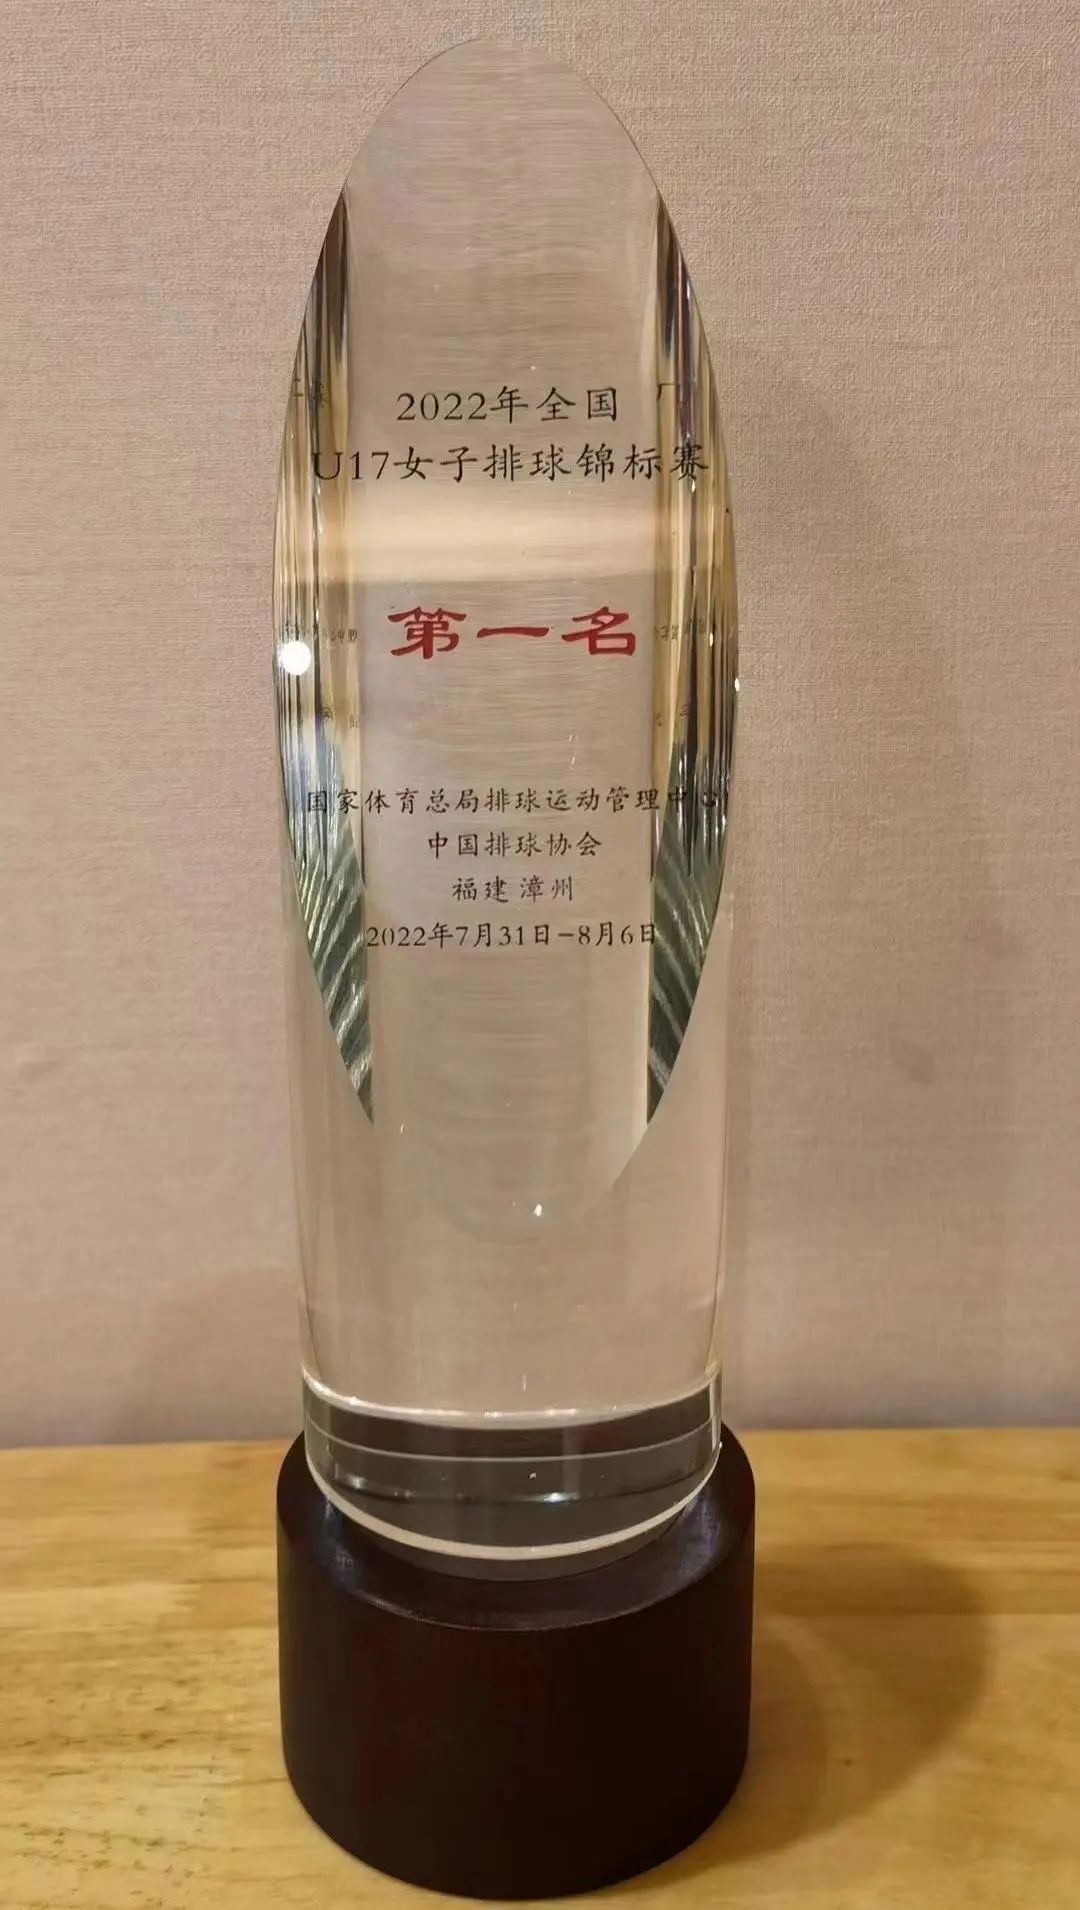 2022年全国
U17女子排球锦标赛
第一名
国家体育总局排球运动管理中心
中国排球协会
福建 漳州
2022年7月31日-8月6日